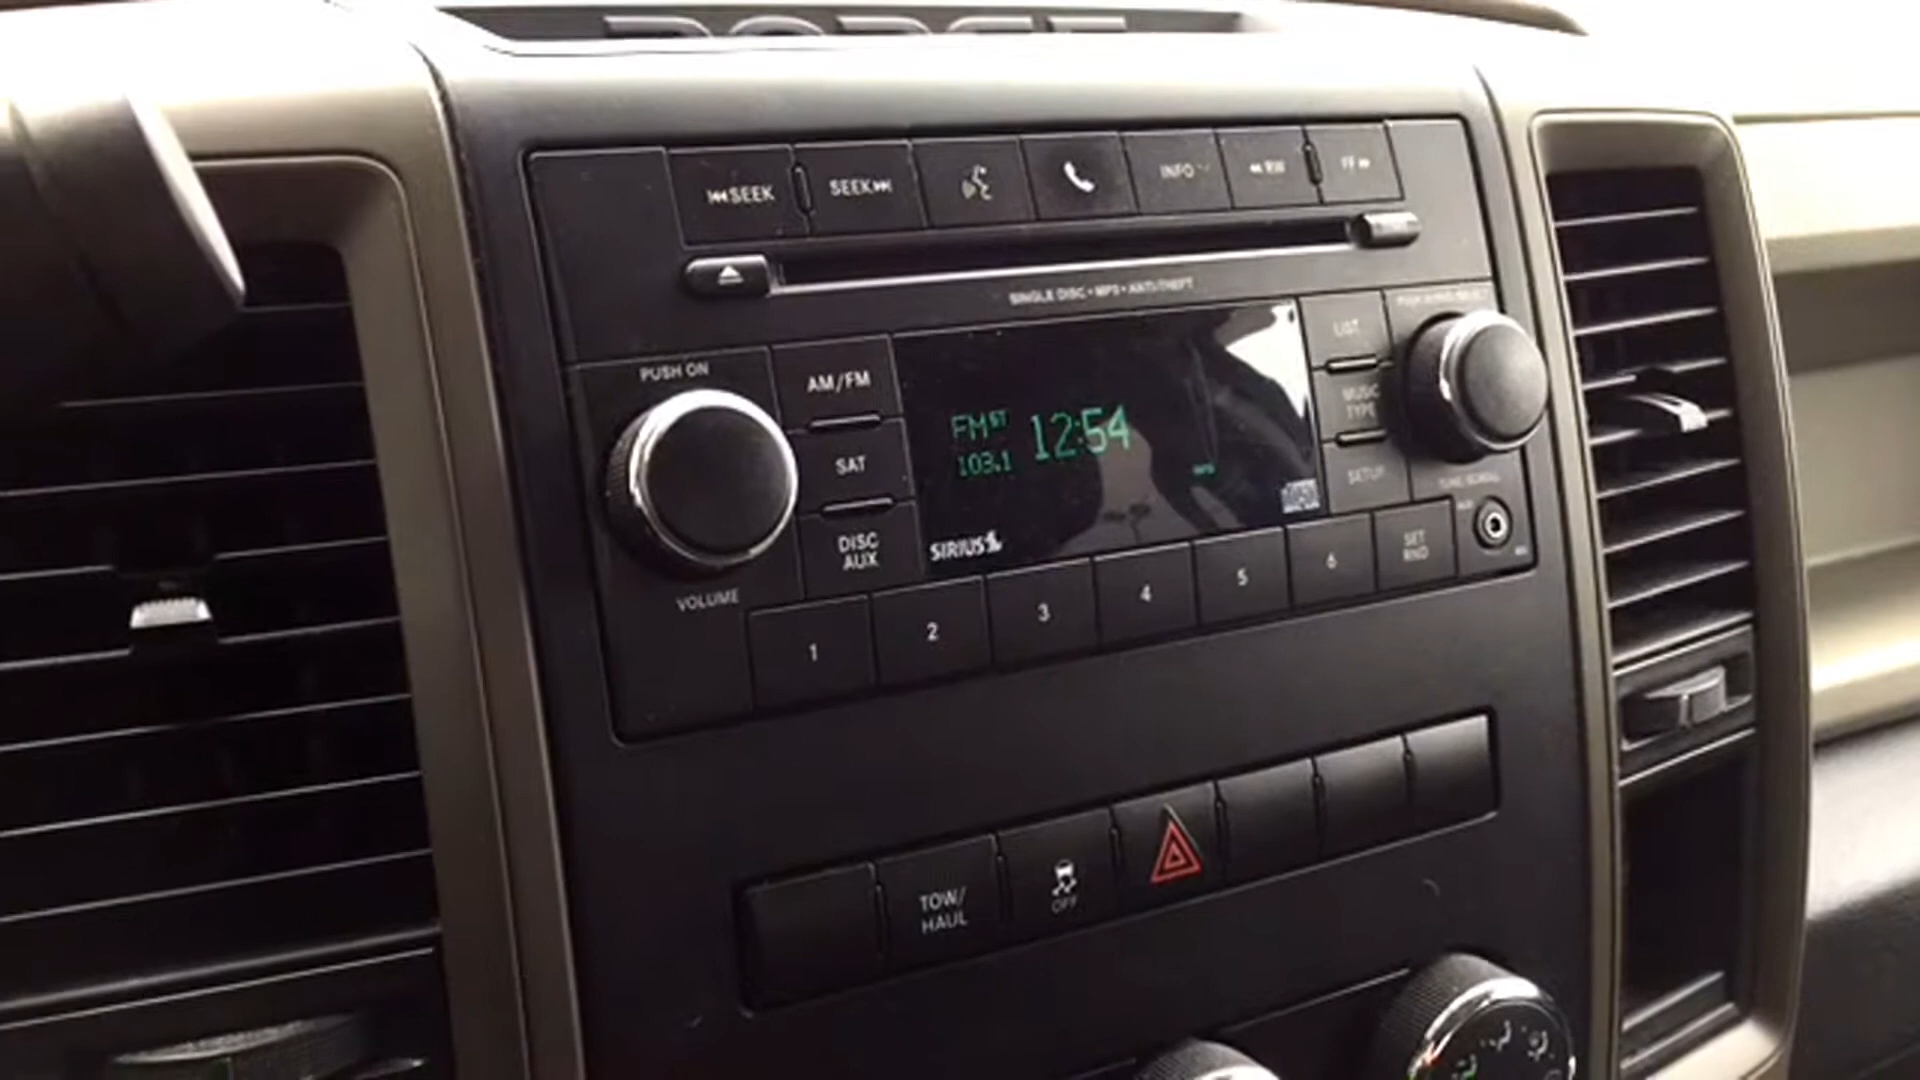 DODGE
SEEK
SEEK
INFO
RW
FF
SINGLE DISC • MP3 • ANTI-THEFT
PUSH ON
AM/FM
SAT
DISC
AUX
VOLUME
FM ST 12:54
103.1
SIRIUS
LIST
MUSIC
TYPE
SETUP
TUNE/SCROLL
1
2
3
4
5
6
SET
RND
TOW/
HAUL
OFF